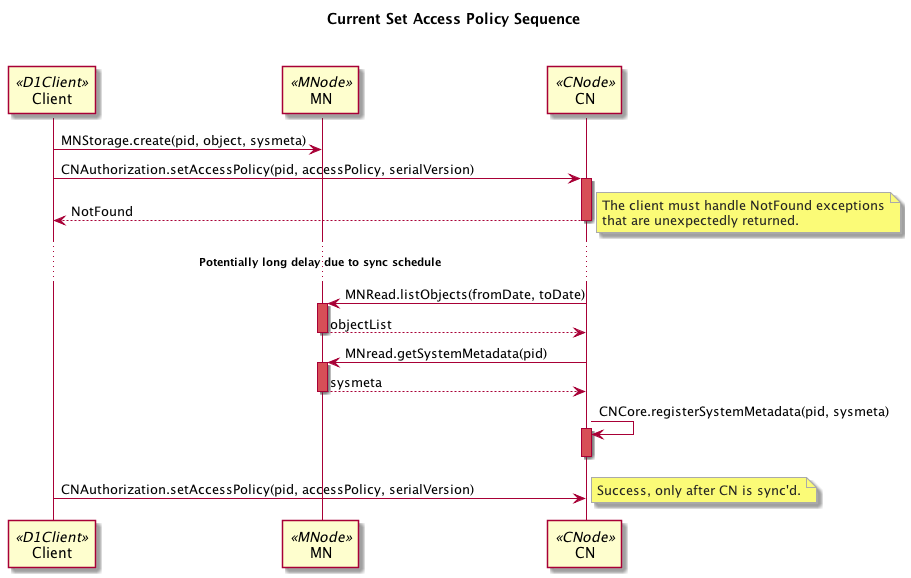 Current Set Access Policy Sequence
«D1Client»
Client
«MNode»
MN
«CNode»
CN
MNStorage.create(pid, object, sysmeta)
CNAuthorization.setAccessPolicy(pid, accessPolicy, serialVersion)
NotFound
The client must handle NotFound exceptions
that are unexpectedly returned.
Potentially long delay due to sync schedule
MNRead.listObjects(fromDate, toDate)
objectList
MNread.getSystemMetadata(pid)
sysmeta
CNCore.registerSystemMetadata(pid, sysmeta)
CNAuthorization.setAccessPolicy(pid, accessPolicy, serialVersion)
Success, only after CN is sync'd.
«D1Client»
Client
«MNode»
MN
«CNode»
CN